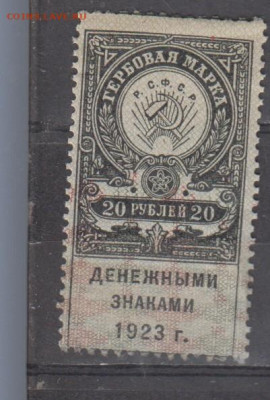 ГЕРБОВАЯ МАРКА
Р.С.Ф.С.Р.
20 РУБЛЕЙ 20
ДЕНЕЖНЫМИ
ЗНАКАМИ
1923 г.